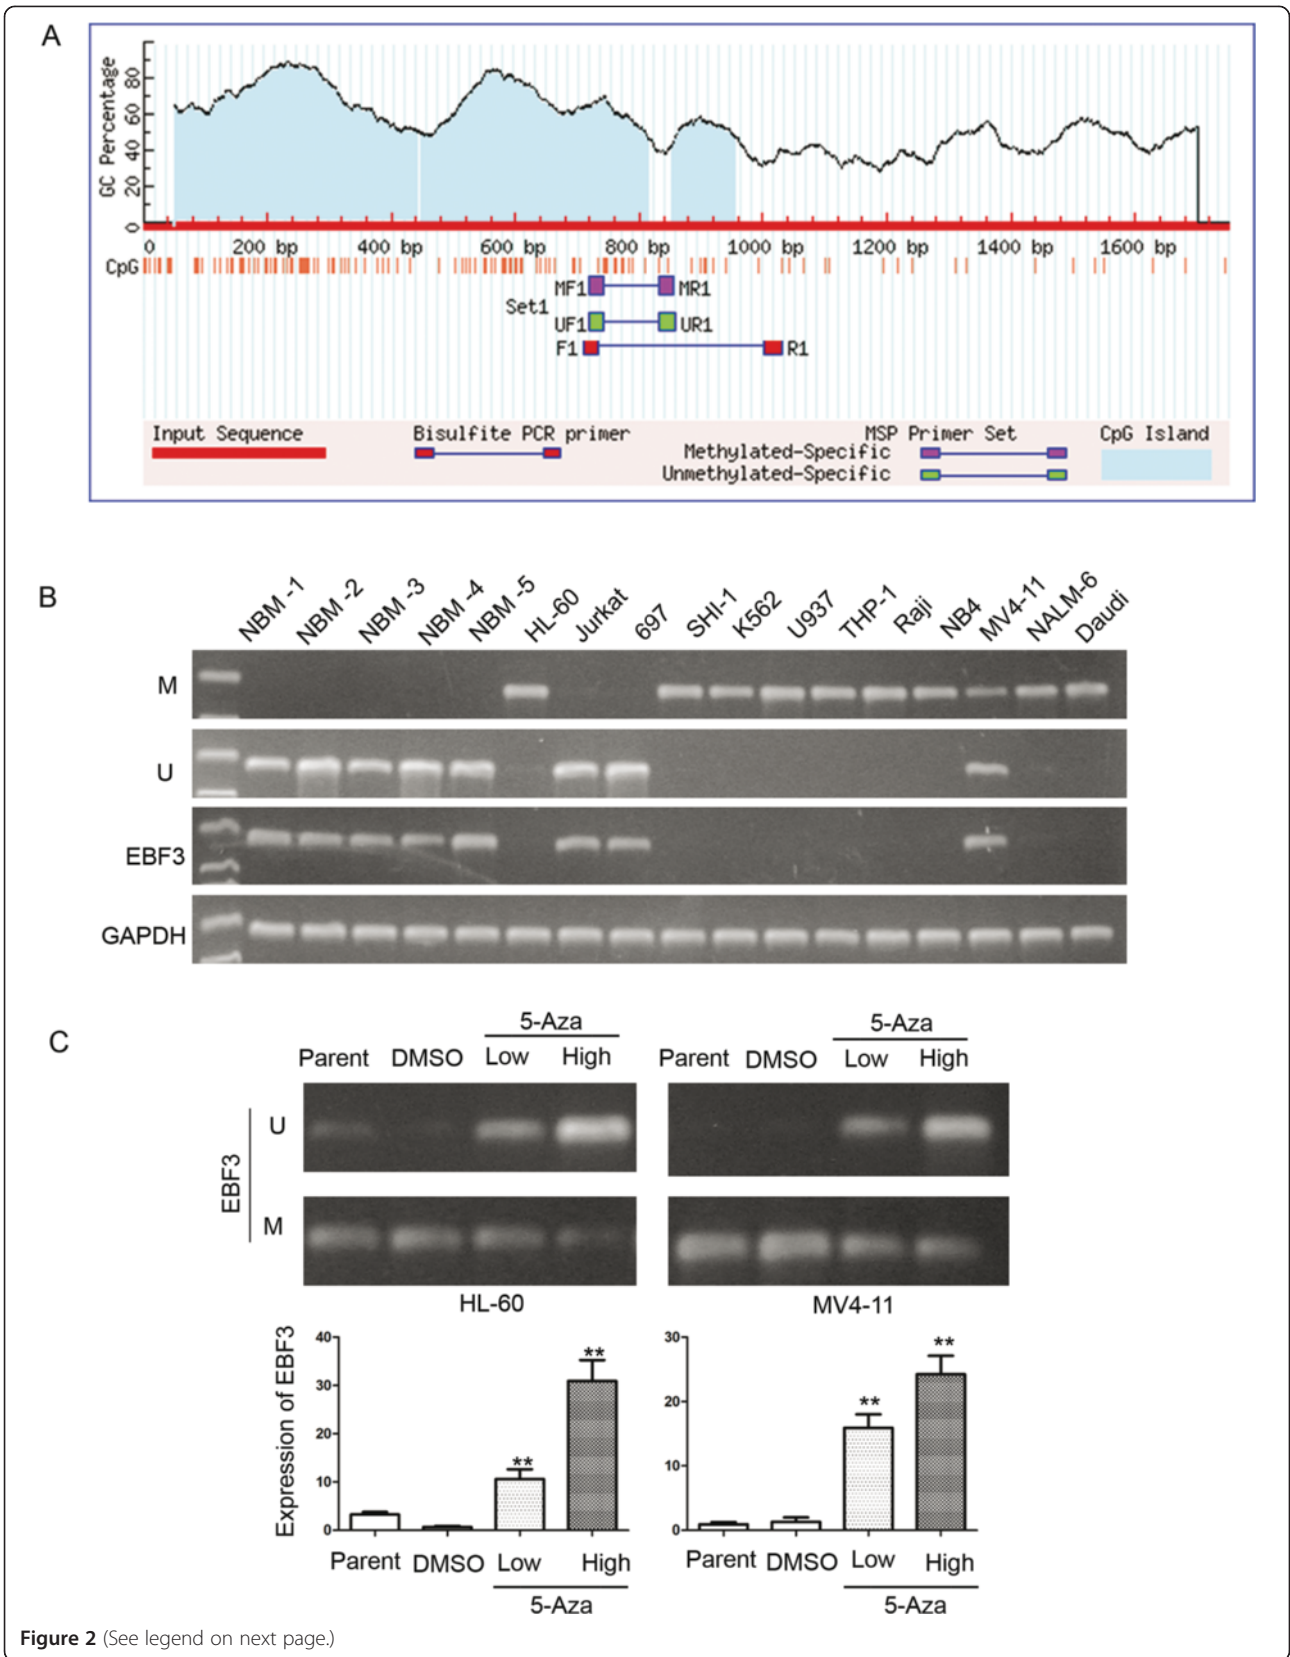 A
GC Percentage
80
60
40
20
0
0 200 bp 400 bp 600 bp 800 bp 1000 bp 1200 bp 1400 bp 1600 bp
CpG
MF1 MR1
Set1
UF1 UR1
F1 R1
Input Sequence Bisulfite PCR primer MSP Primer Set CpG Island
Methylated-Specific
Unmethylated-Specific
B
NBM -1 NBM -2 NBM -3 NBM -4 NBM -5 HL-60 Jurkat 697 SHI-1 K562 U937 THP-1 Raji NB4 MV4-11 NALM-6 Daudi
M
U
EBF3
GAPDH
C
5-Aza 5-Aza
Parent DMSO Low High Parent DMSO Low High
EBF3
U
M
HL-60 MV4-11
Expression of EBF3
40
30
20
10
0
** **
Parent DMSO Low High
5-Aza
30
20
10
0
** **
Parent DMSO Low High
5-Aza
Figure 2 (See legend on next page.)